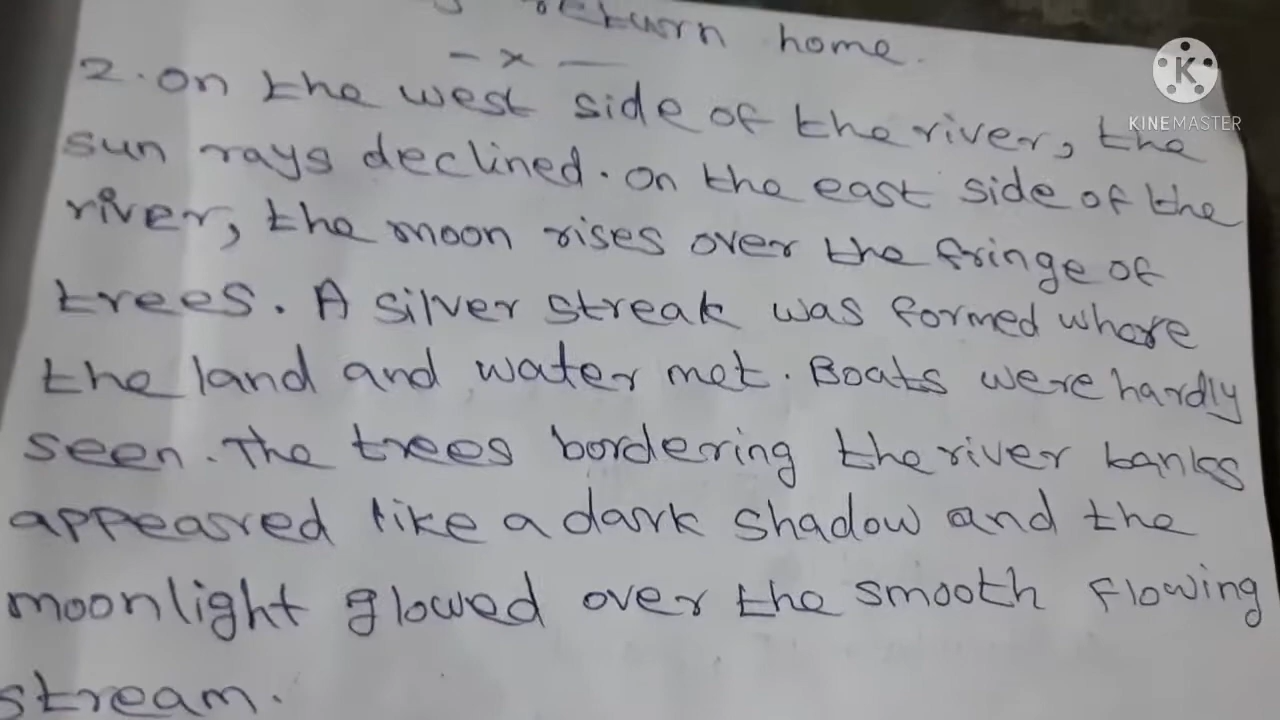 return home.
- x -
2. on the west side of the river, the
sun rays declined. on the east side of the
river, the moon rises over the fringe of
trees. A silver streak was formed where
the land and water met. Boats were hardly
seen. The trees bordering the river banks
appeared like a dark shadow and the
moonlight glowed over the smooth flowing
stream.
K
KINEMASTER